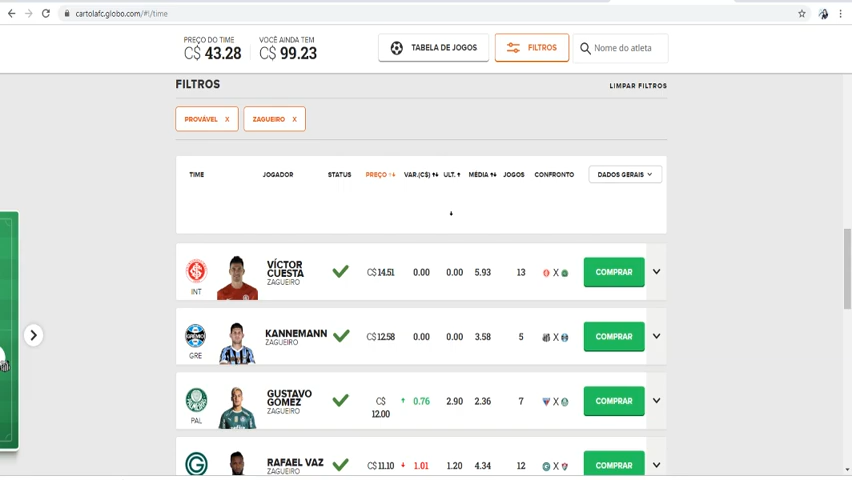 cartolafc.globo.com/#!/time
PREÇO DO TIME
C$ 43.28
VOCÊ AINDA TEM
C$ 99.23
TABELA DE JOGOS
FILTROS
Nome do atleta
FILTROS
LIMPAR FILTROS
PROVÁVEL X
ZAGUEIRO X
TIME JOGADOR STATUS PREÇO VAR.(C$) ULT. MÉDIA JOGOS CONFRONTO DADOS GERAIS
INT
VÍCTOR
CUESTA
ZAGUEIRO
C$ 14.51 0.00 0.00 5.93 13 X COMPRAR
GRE
KANNEMANN
ZAGUEIRO
C$ 12.58 0.00 0.00 3.58 5 X COMPRAR
PAL
GUSTAVO
GÓMEZ
ZAGUEIRO
C$
12.00
0.76 2.90 2.36 7 X COMPRAR
RAFAEL VAZ
ZAGUEIRO
C$ 11.10 1.01 1.20 4.34 12 X COMPRAR